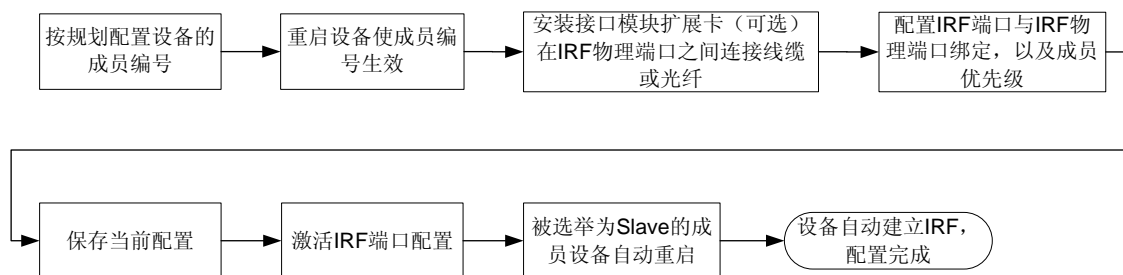 按规划配置设备的
成员编号
重启设备使成员编
号生效
安装接口模块扩展卡（可选）
在IRF物理端口之间连接线缆
或光纤
配置IRF端口与IRF物
理端口绑定，以及成员
优先级
保存当前配置
激活IRF端口配置
被选举为Slave的成
员设备自动重启
设备自动建立IRF，
配置完成